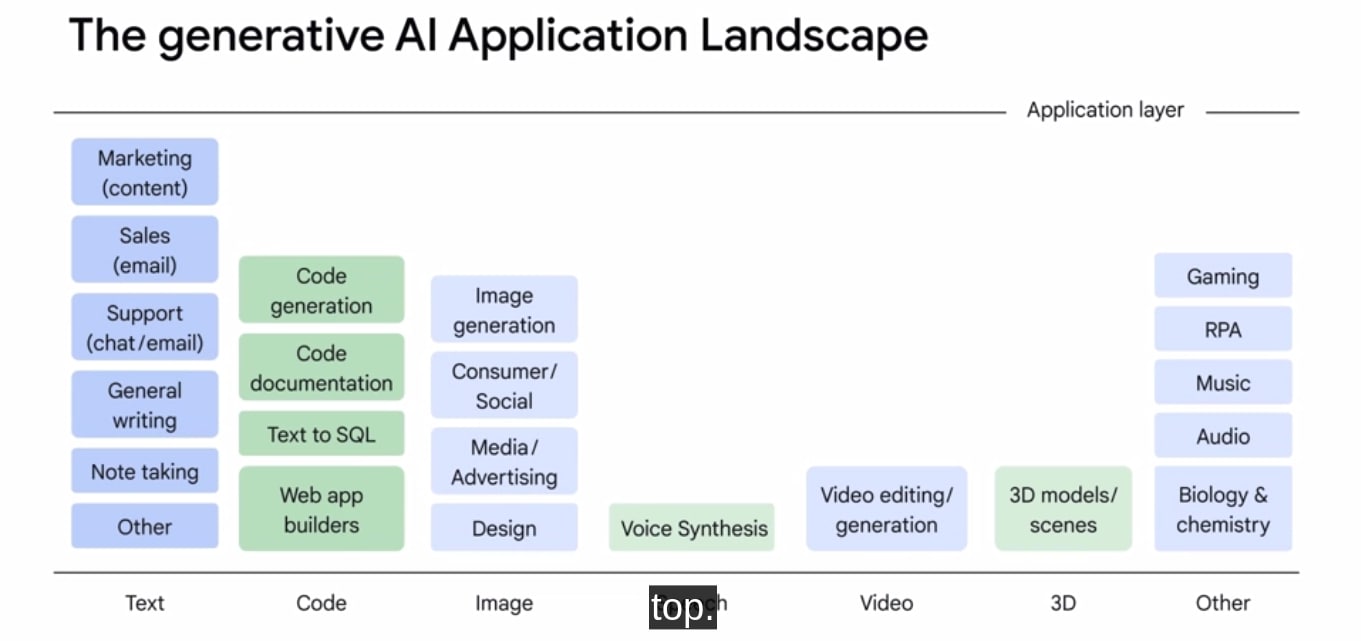 The generative AI Application Landscape
Application layer
Marketing
(content)
Sales
(email)
Support
(chat/email)
General
writing
Note taking
Other
Code
generation
Code
documentation
Text to SQL
Web app
builders
Image
generation
Consumer/
Social
Media/
Advertising
Design
Voice Synthesis
Video editing/
generation
3D models/
scenes
Gaming
RPA
Music
Audio
Biology &
chemistry
Text
Code
Image
top.
Video
3D
Other